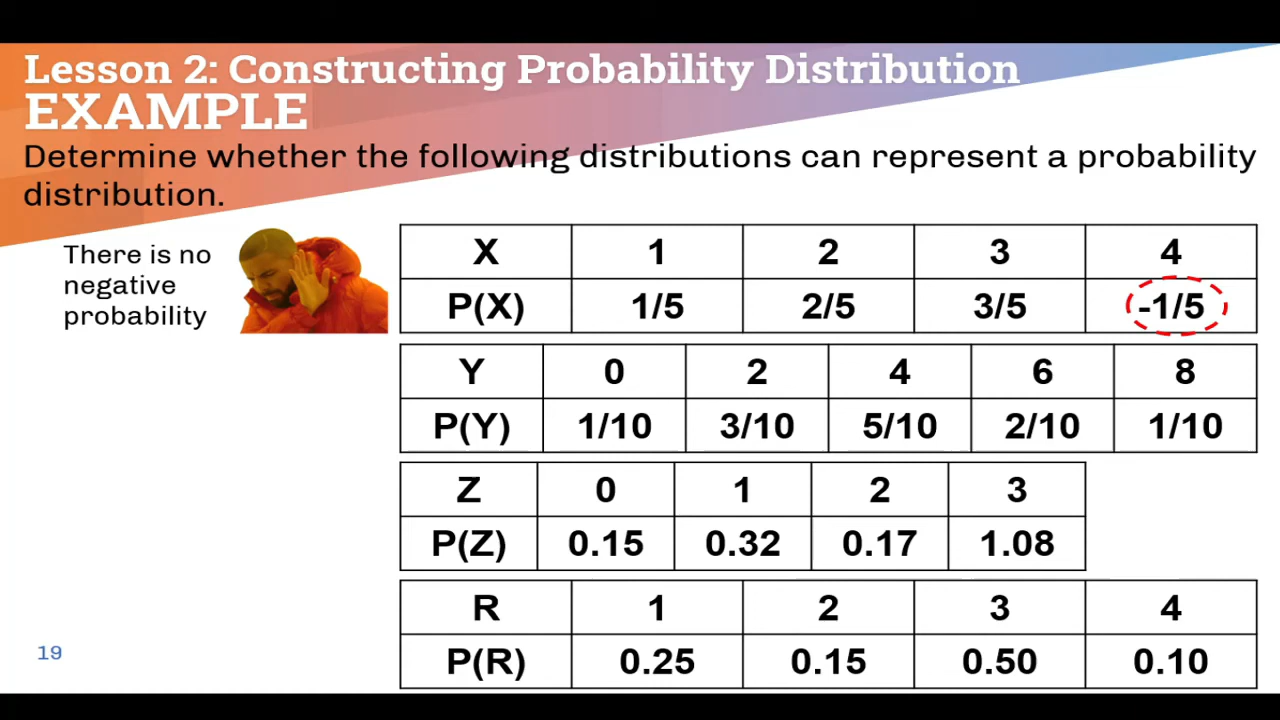 Lesson 2: Constructing Probability Distribution
EXAMPLE
Determine whether the following distributions can represent a probability
distribution.
There is no
negative
probability
X 1 2 3 4
P(X) 1/5 2/5 3/5 -1/5
Y 0 2 4 6 8
P(Y) 1/10 3/10 5/10 2/10 1/10
Z 0 1 2 3
P(Z) 0.15 0.32 0.17 1.08
R 1 2 3 4
P(R) 0.25 0.15 0.50 0.10
19